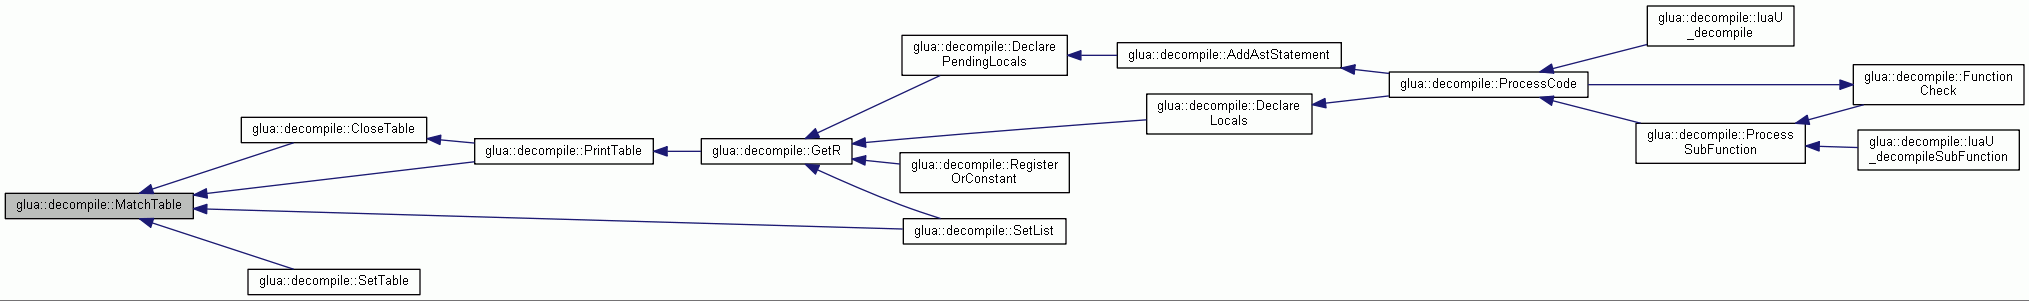 glua::decompile::MatchTable
glua::decompile::CloseTable
glua::decompile::SetTable
glua::decompile::PrintTable
glua::decompile::GetR
glua::decompile::Declare
PendingLocals
glua::decompile::Register
OrConstant
glua::decompile::SetList
glua::decompile::AddAstStatement
glua::decompile::Declare
Locals
glua::decompile::ProcessCode
glua::decompile::luaU
_decompile
glua::decompile::Process
SubFunction
glua::decompile::Function
Check
glua::decompile::luaU
_decompileSubFunction